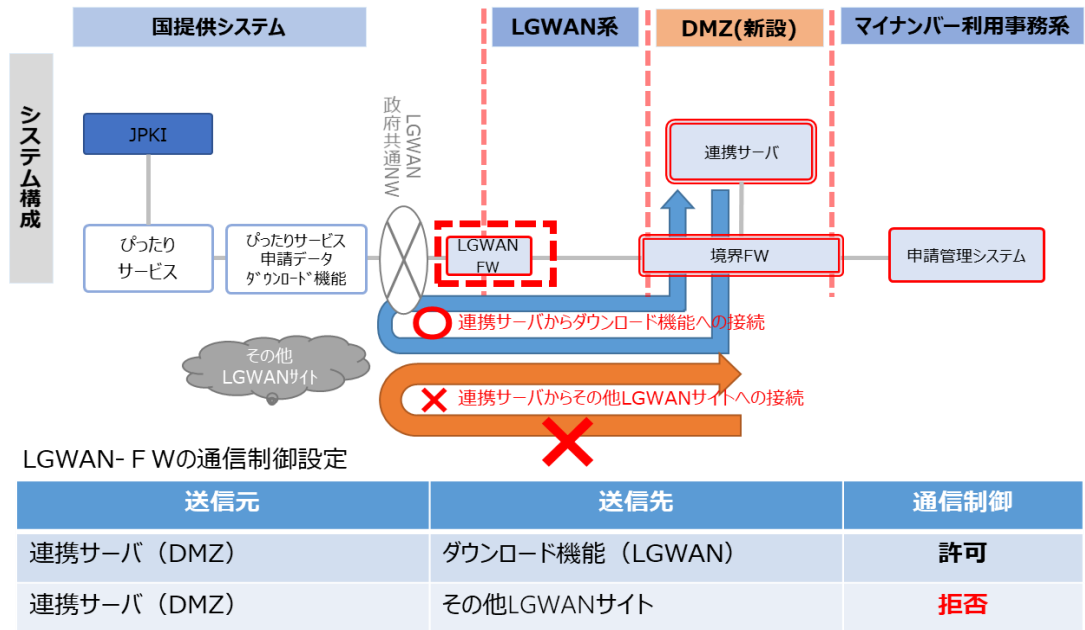 国提供システム
LGWAN系
DMZ(新設)
マイナンバー利用事務系
システム構成
JPKI
LGWAN
政府共通NW
連携サーバ
ぴったり
サービス
ぴったりサービス
申請データ
ダウンロード機能
LGWAN
FW
境界FW
申請管理システム
連携サーバからダウンロード機能への接続
その他
LGWANサイト
連携サーバからその他LGWANサイトへの接続
LGWAN-ＦWの通信制御設定
送信元
送信先
通信制御
連携サーバ（DMZ）
ダウンロード機能（LGWAN）
許可
連携サーバ（DMZ）
その他LGWANサイト
拒否